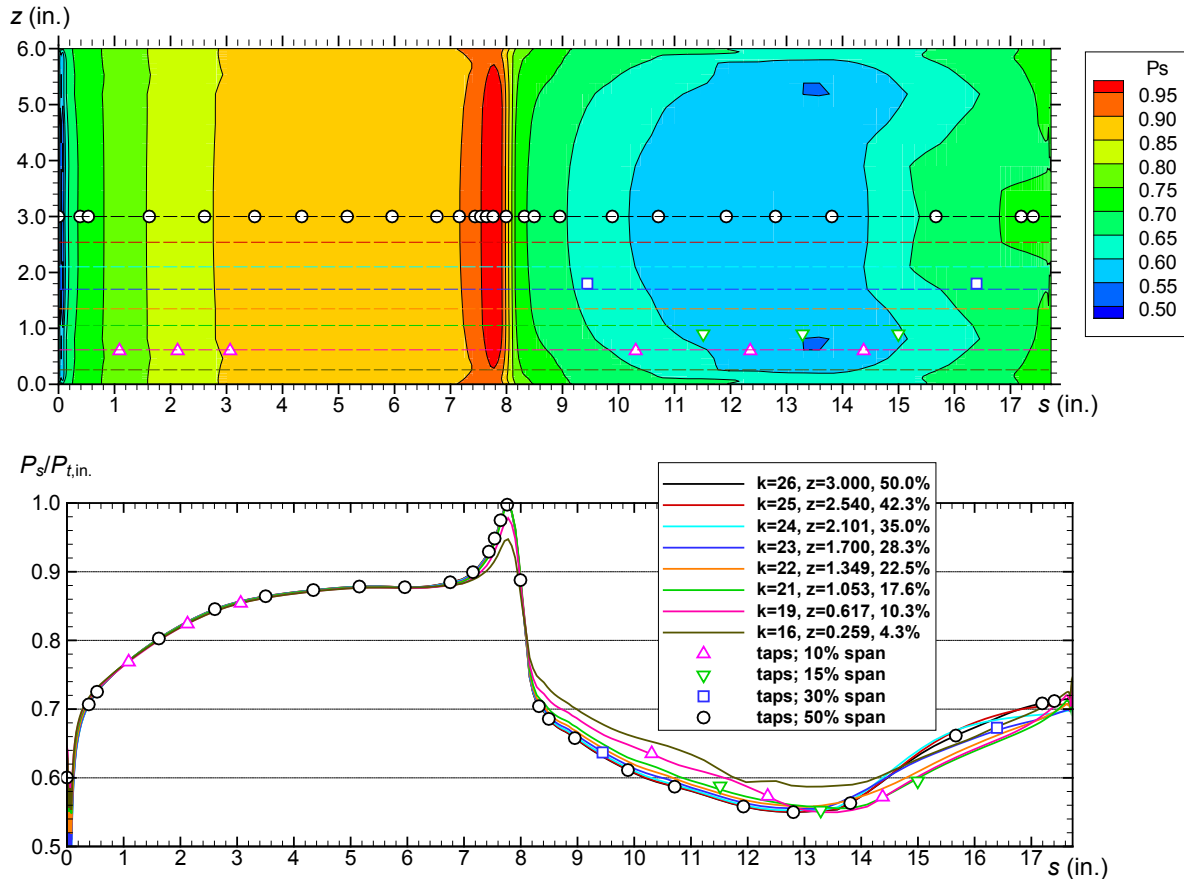 z (in.)
6.0
5.0
4.0
3.0
2.0
1.0
0.0
0 1 2 3 4 5 6 7 8 9 10 11 12 13 14 15 16 17
s (in.)
Ps
0.95
0.90
0.85
0.80
0.75
0.70
0.65
0.60
0.55
0.50
Ps/Pt,in.
1.0
0.9
0.8
0.7
0.6
0.5
0 1 2 3 4 5 6 7 8 9 10 11 12 13 14 15 16 17
s (in.)
k=26, z=3.000, 50.0%
k=25, z=2.540, 42.3%
k=24, z=2.101, 35.0%
k=23, z=1.700, 28.3%
k=22, z=1.349, 22.5%
k=21, z=1.053, 17.6%
k=19, z=0.617, 10.3%
k=16, z=0.259, 4.3%
taps; 10% span
taps; 15% span
taps; 30% span
taps; 50% span